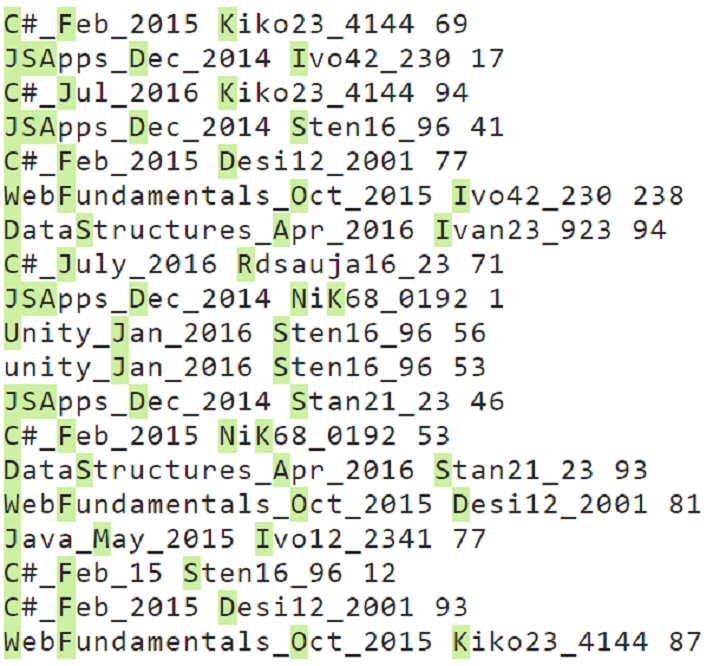 C#_Feb_2015 Kiko23_4144 69
JSApps_Dec_2014 Ivo42_230 17
C#_Jul_2016 Kiko23_4144 94
JSApps_Dec_2014 Sten16_96 41
C#_Feb_2015 Desi12_2001 77
WebFundamentals_Oct_2015 Ivo42_230 238
DataStructures_Apr_2016 Ivan23_923 94
C#_July_2016 Rdsauja16_23 71
JSApps_Dec_2014 NiK68_0192 1
Unity_Jan_2016 Sten16_96 56
unity_Jan_2016 Sten16_96 53
JSApps_Dec_2014 Stan21_23 46
C#_Feb_2015 NiK68_0192 53
DataStructures_Apr_2016 Stan21_23 93
WebFundamentals_Oct_2015 Desi12_2001 81
Java_May_2015 Ivo12_2341 77
C#_Feb_15 Sten16_96 12
C#_Feb_2015 Desi12_2001 93
WebFundamentals_Oct_2015 Kiko23_4144 87